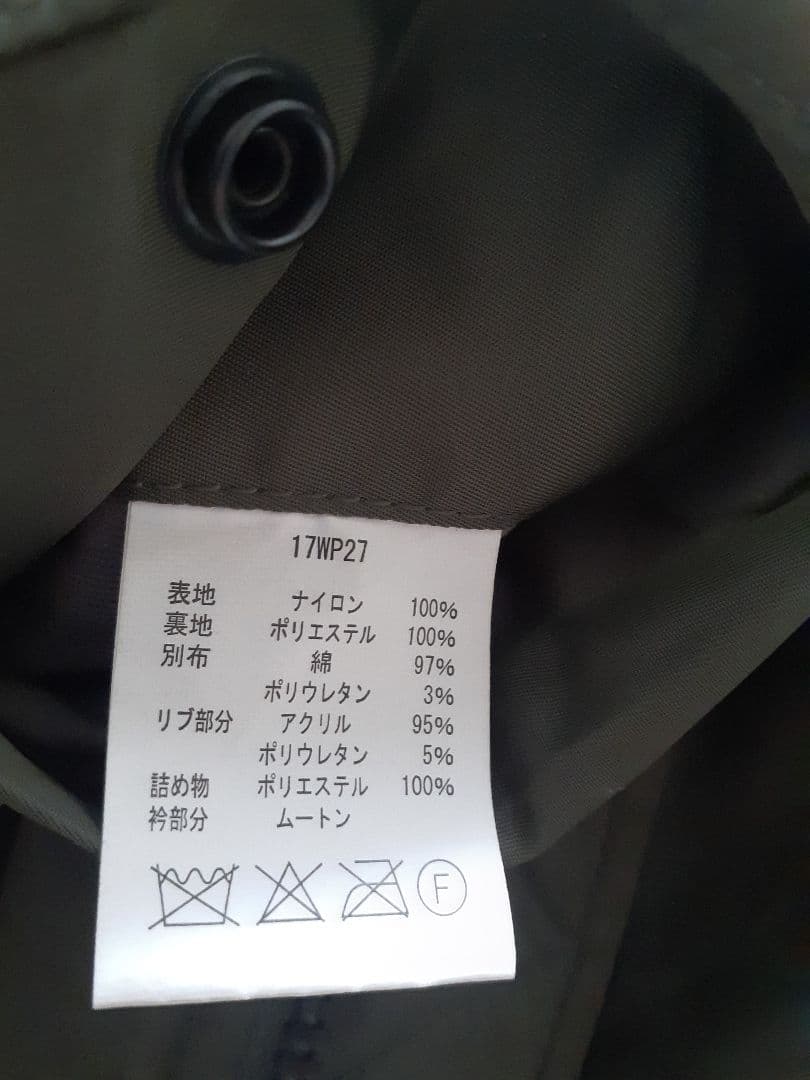 17WP27
表地 ナイロン 100%
裏地 ポリエステル 100%
別布 綿 97%
ポリウレタン 3%
リブ部分 アクリル 95%
ポリウレタン 5%
詰め物 ポリエステル 100%
衿部分 ムートン
F